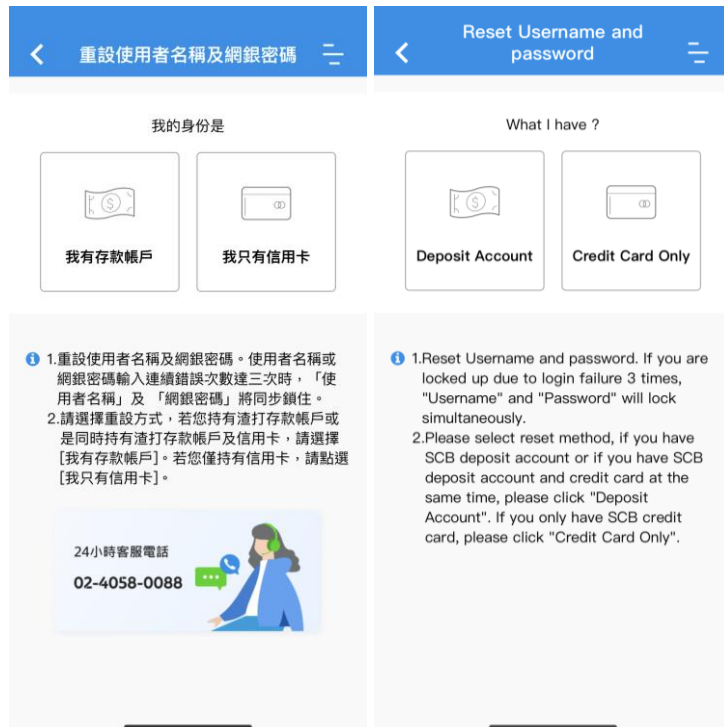 重設使用者名稱及網銀密碼
我的身份是
我有存款帳戶
我只有信用卡
1.重設使用者名稱及網銀密碼。使用者名稱或
網銀密碼輸入連續錯誤次數達三次時，「使
用者名稱」及 「網銀密碼」將同步鎖住。
2.請選擇重設方式，若您持有渣打存款帳戶或
是同時持有渣打存款帳戶及信用卡，請選擇
[我有存款帳戶]。若您僅持有信用卡，請點選
[我只有信用卡]。
24小時客服電話
02-4058-0088
Reset Username and
password
What I have ?
Deposit Account
Credit Card Only
1.Reset Username and password. If you are
locked up due to login failure 3 times,
"Username" and "Password" will lock
simultaneously.
2.Please select reset method, if you have
SCB deposit account or if you have SCB
deposit account and credit card at the
same time, please click "Deposit
Account". If you only have SCB credit
card, please click "Credit Card Only".